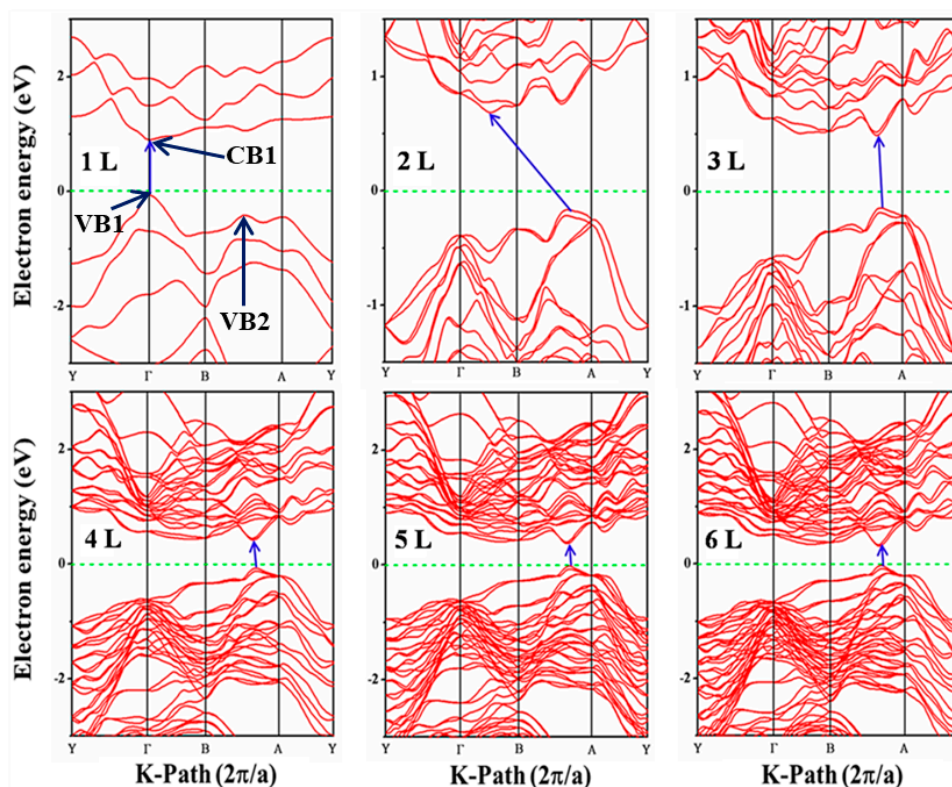 Electron energy (eV)
2
0
-2
1 L
CB1
VB1
VB2
Y Γ B A Y
1
0
-1
2 L
Y Γ B A Y
1
0
-1
3 L
Y Γ B A
Electron energy (eV)
2
0
-2
4 L
Y Γ B A Y
K-Path (2π/a)
2
0
-2
5 L
Y Γ B A Y
K-Path (2π/a)
2
0
-2
6 L
Y Γ B A
K-Path (2π/a)